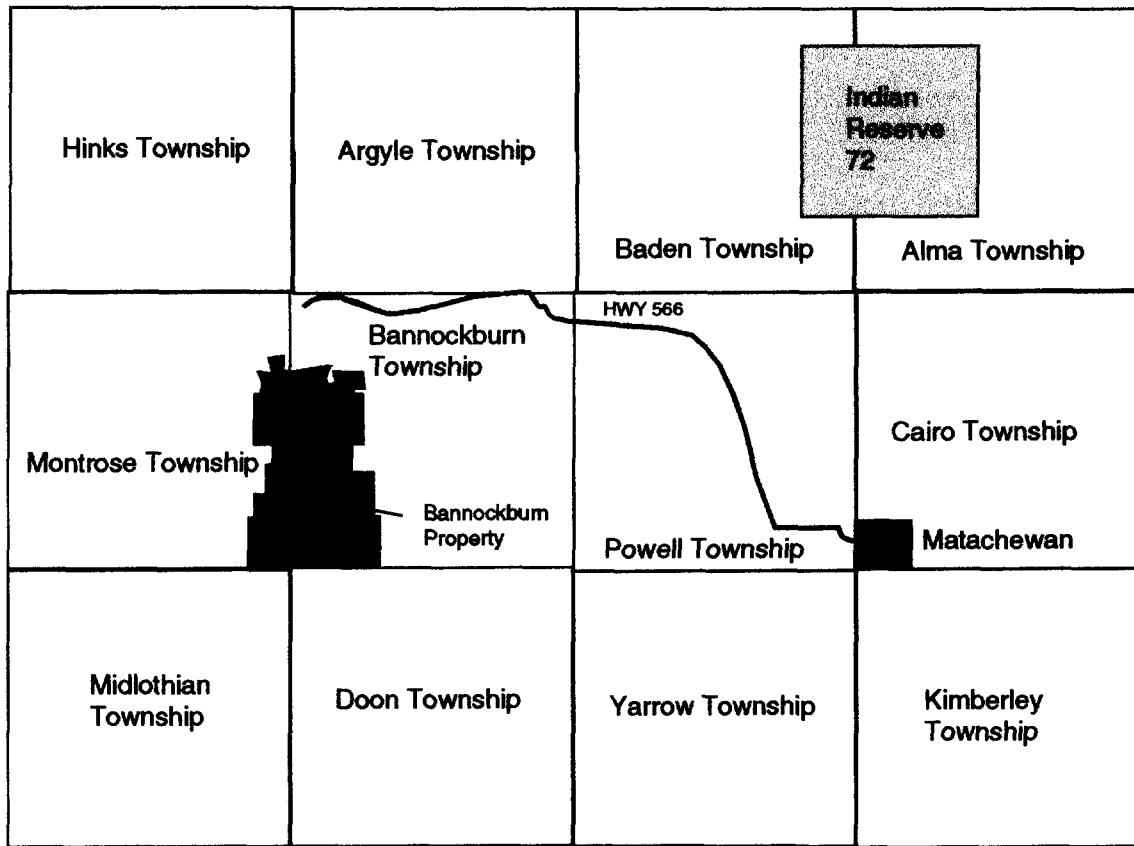 Hinks Township
Argyle Township
Indian
Reserve
72
Baden Township
Alma Township
HWY 566
Bannockburn
Township
Cairo Township
Montrose Township
Bannockburn
Property
Powell Township
Matachewan
Midlothian
Township
Doon Township
Yarrow Township
Kimberley
Township